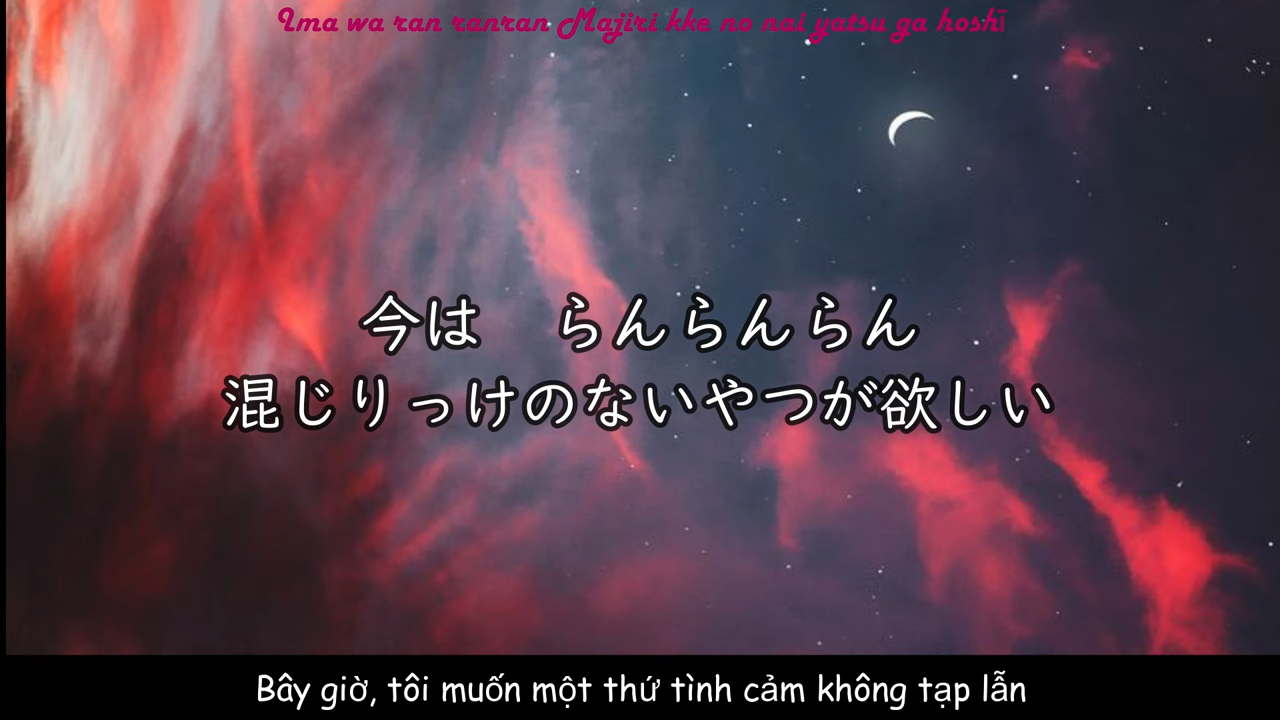 Ima wa ran ranran Majiri kke no nai yatsu ga hoshī
今は　らんらんらん
混じりっけのないやつが欲しい
Bây giờ, tôi muốn một thứ tình cảm không tạp lẫn